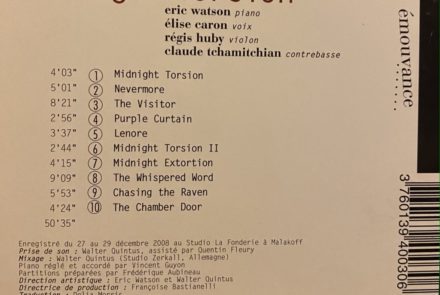 eric watson piano
élise caron voix
régis huby violon
claude tchamitchian contrebasse
émouvance
4'03" 1 Midnight Torsion
5'01" 2 Nevermore
8'21" 3 The Visitor
2'56" 4 Purple Curtain
3'37" 5 Lenore
2'44" 6 Midnight Torsion II
4'15" 7 Midnight Extortion
9'09" 8 The Whispered Word
5'53" 9 Chasing the Raven
4'24" 10 The Chamber Door
50'35"
Enregistré du 27 au 29 décembre 2008 au Studio La Fonderie à Malakoff
Prise de son : Walter Quintus, assisté par Quentin Fleury
Mixage : Walter Quintus (Studio Zerkall, Allemagne)
Piano réglé et accordé par Vincent Guyon
Partitions préparées par Frédérique Aubineau
Direction artistique : Eric Watson et Walter Quintus
Directrice de production : Françoise Bastianelli
3 760139 400306